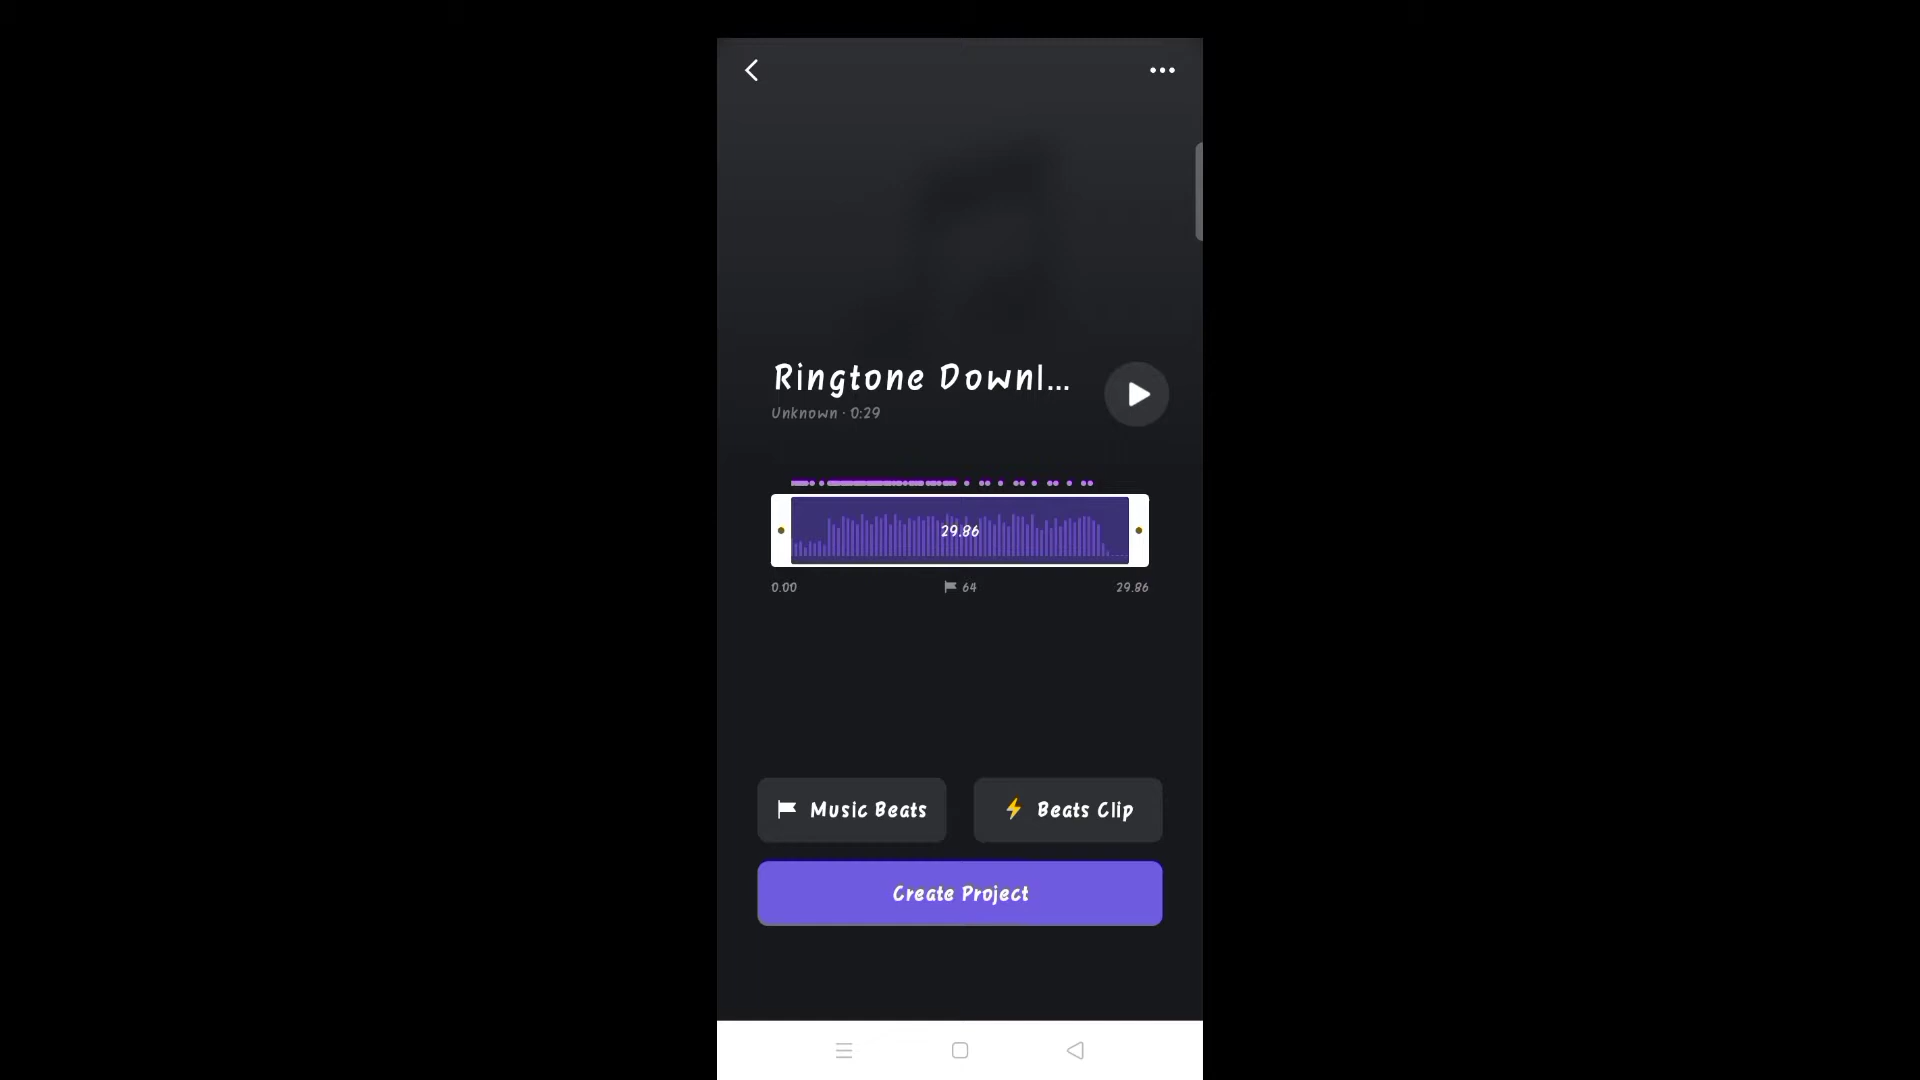 Ringtone Downl...
Unknown · 0:29
29.86
0.00
64
29.86
Music Beats
Beats Clip
Create Project